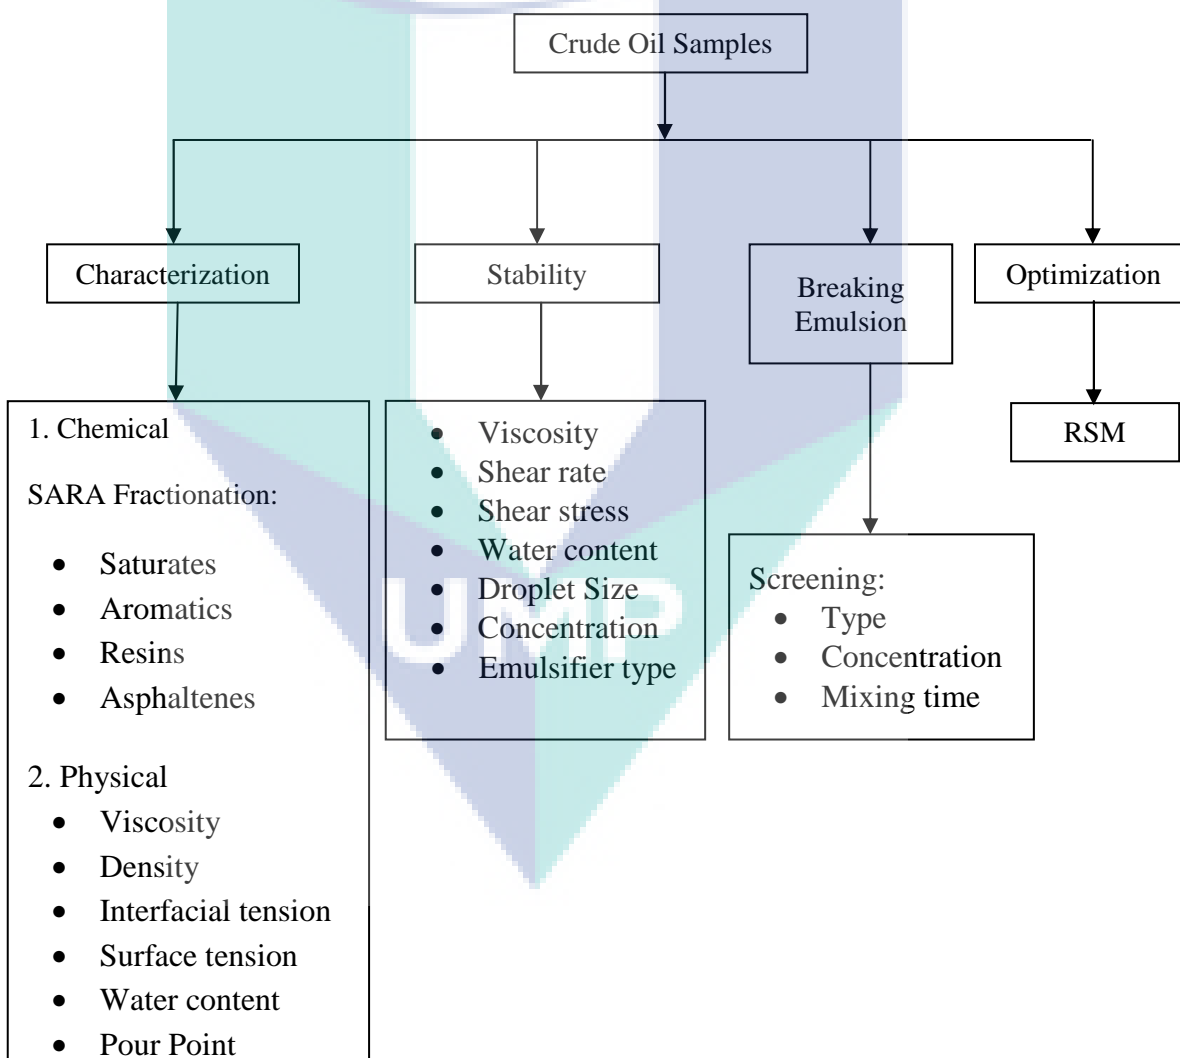 Crude Oil Samples
Characterization
Stability
Breaking
Emulsion
Optimization
1. Chemical
SARA Fractionation:
• Saturates
• Aromatics
• Resins
• Asphaltenes
2. Physical
• Viscosity
• Density
• Interfacial tension
• Surface tension
• Water content
• Pour Point
• Viscosity
• Shear rate
• Shear stress
• Water content
• Droplet Size
• Concentration
• Emulsifier type
Screening:
• Type
• Concentration
• Mixing time
RSM
UMP